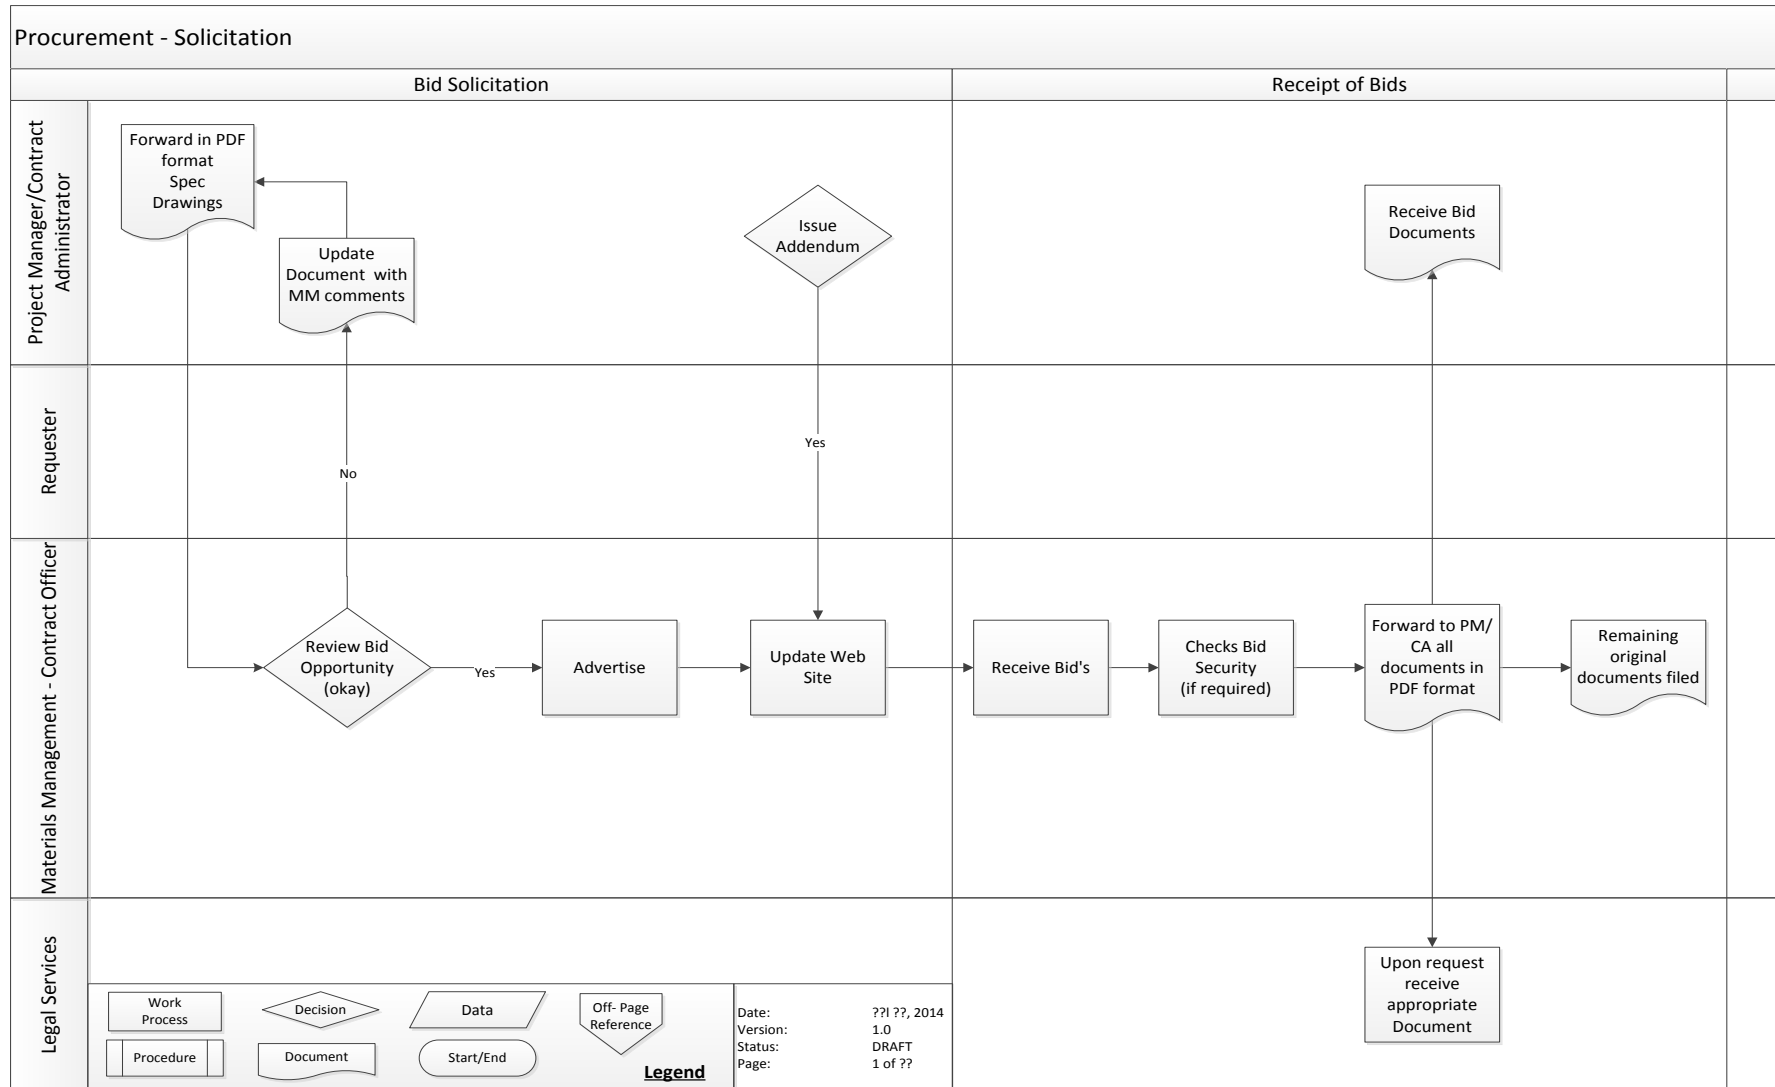 Procurement - Solicitation
Bid Solicitation
Receipt of Bids
Project Manager/Contract
Administrator
Forward in PDF
format
Spec
Drawings
Update
Document with
MM comments
Issue
Addendum
Receive Bid
Documents
Requester
No
Yes
Materials Management - Contract Officer
Review Bid
Opportunity
(okay)
Yes
Advertise
Update Web
Site
Receive Bid's
Checks Bid
Security
(if required)
Forward to PM/
CA all
documents in
PDF format
Remaining
original
documents filed
Legal Services
Upon request
receive
appropriate
Document
Work
Process
Decision
Data
Off- Page
Reference
Procedure
Document
Start/End
Legend
Date: ??l ??, 2014
Version: 1.0
Status: DRAFT
Page: 1 of ??